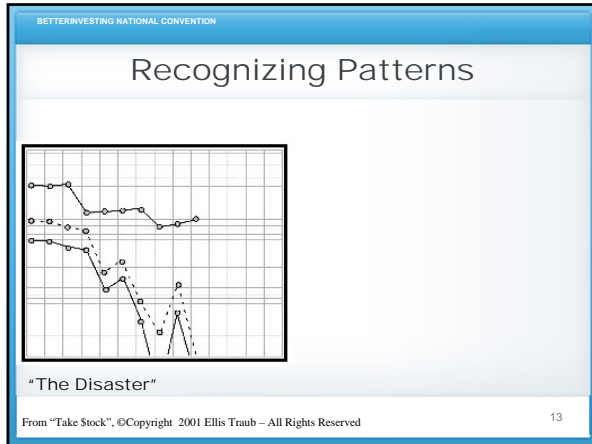 BETTERINVESTING NATIONAL CONVENTION
Recognizing Patterns
"The Disaster"
From “Take $tock”, ©Copyright 2001 Ellis Traub – All Rights Reserved
13